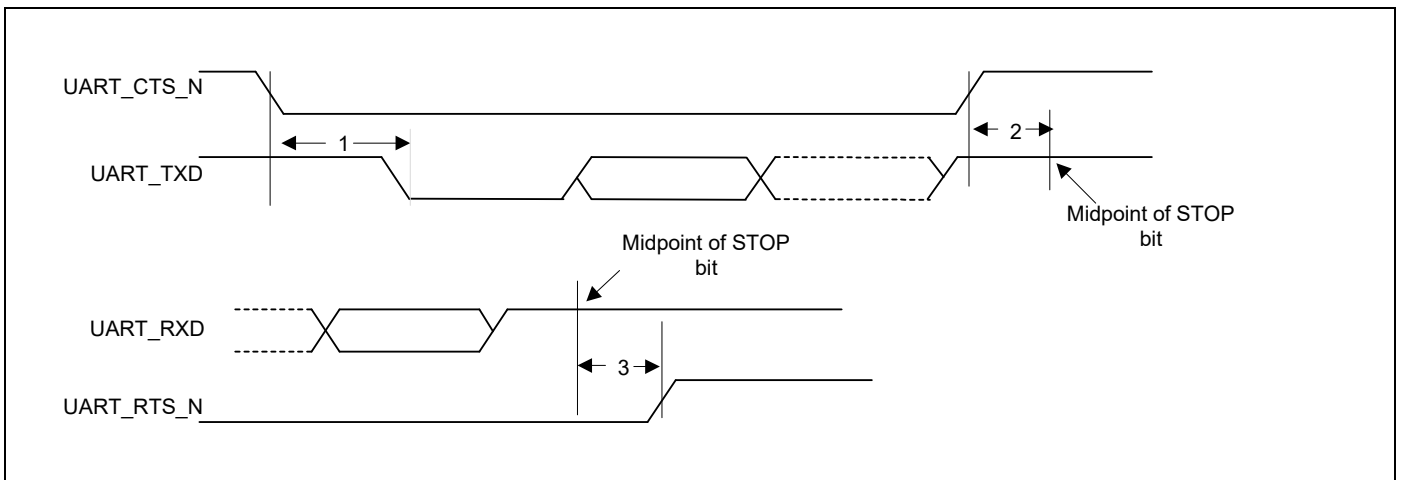 UART_CTS_N
1
2
UART_TXD
Midpoint of STOP
bit
Midpoint of STOP
bit
UART_RXD
3
UART_RTS_N